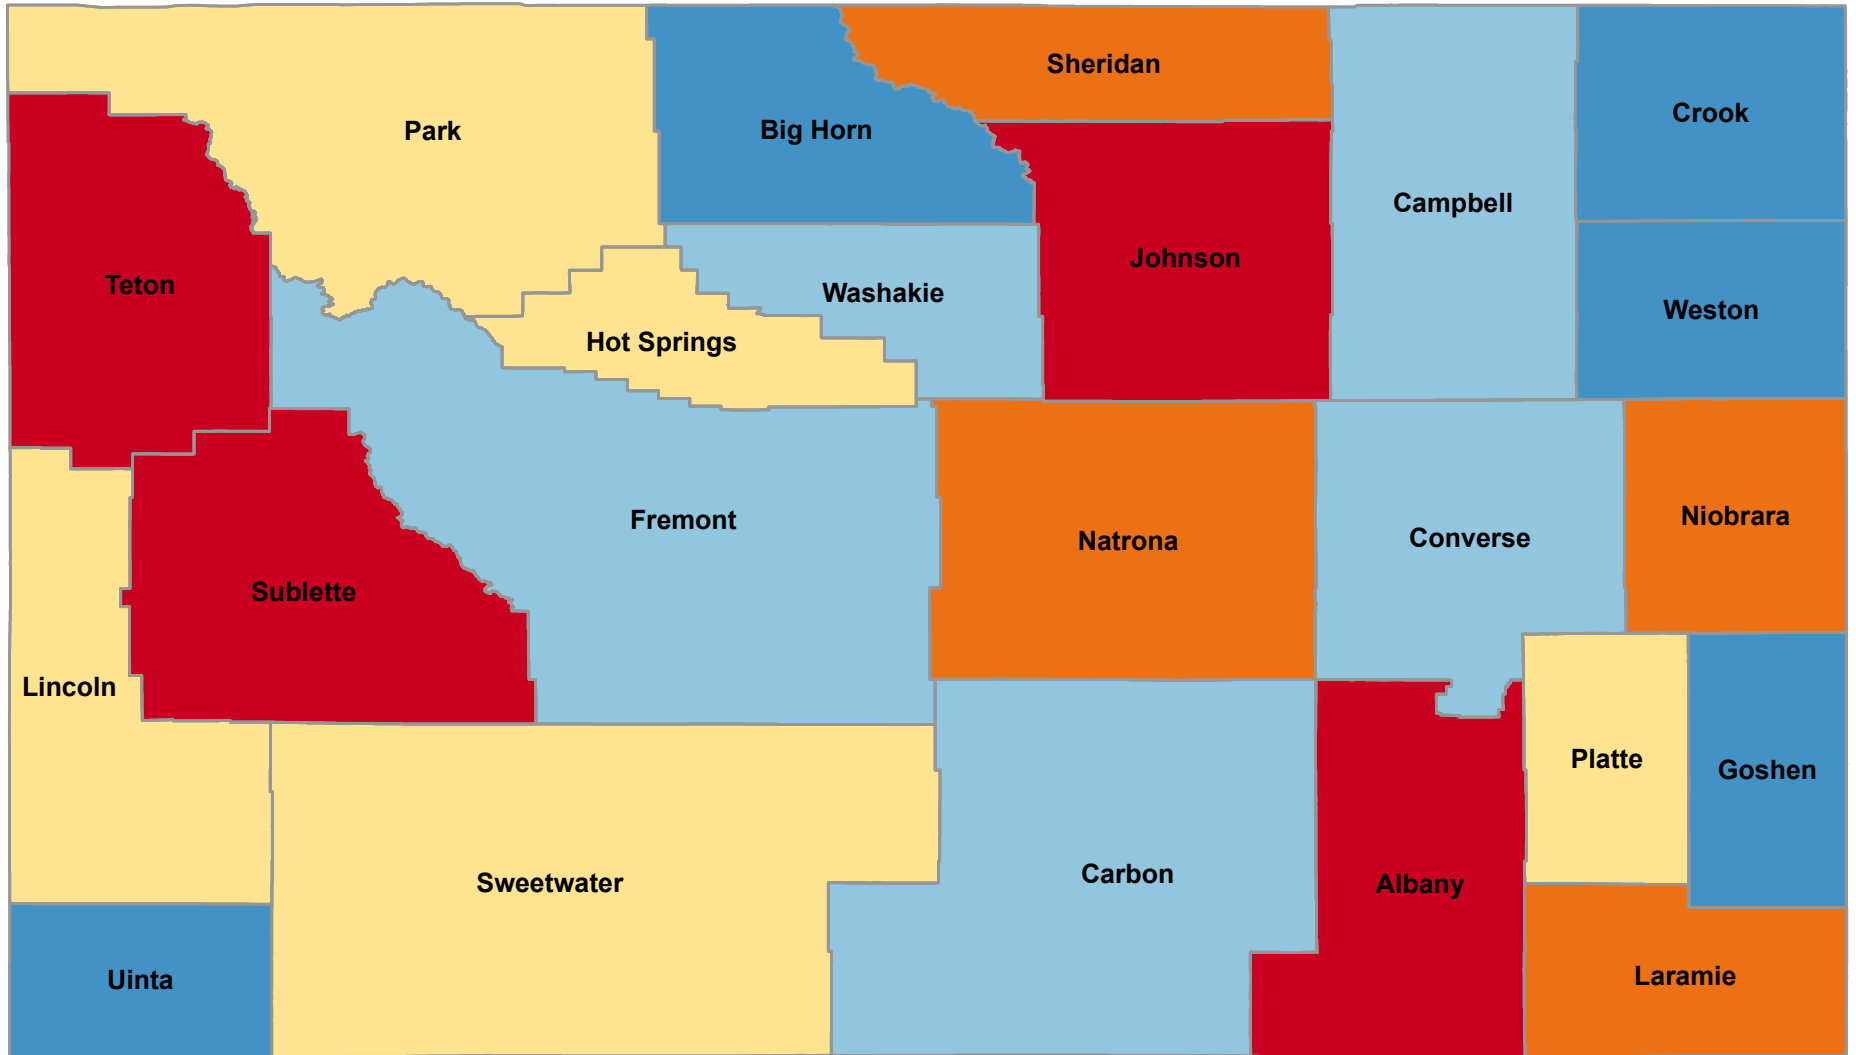 Sheridan
Crook
Park
Big Horn
Campbell
Johnson
Teton
Washakie
Weston
Hot Springs
Fremont
Natrona
Converse
Niobrara
Sublette
Lincoln
Platte
Goshen
Sweetwater
Carbon
Albany
Uinta
Laramie